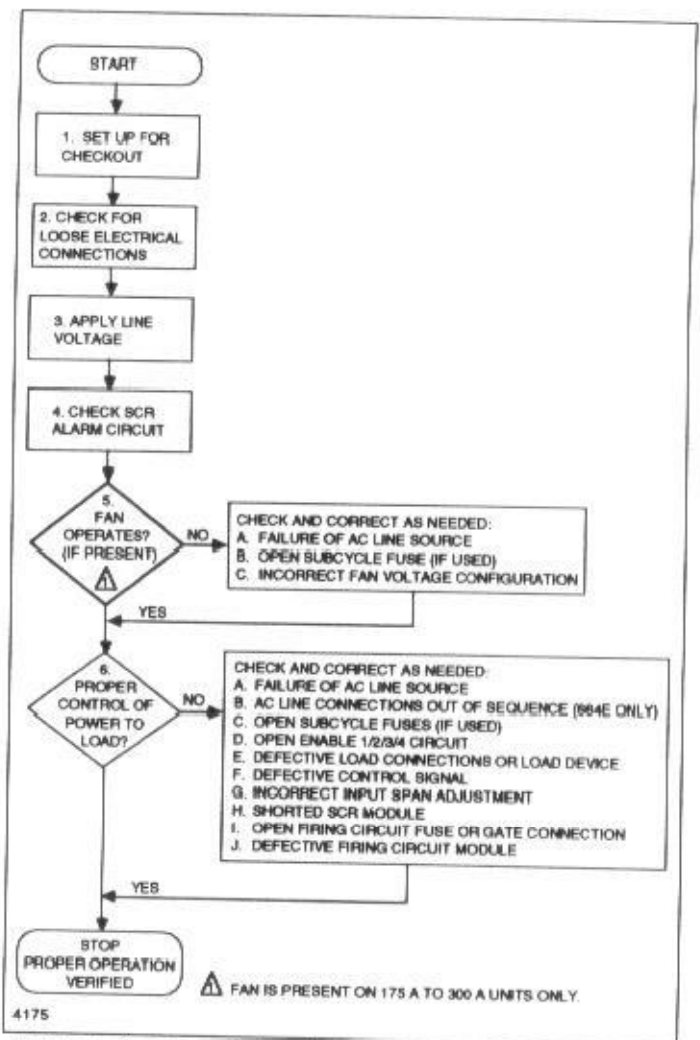 START
1. SET UP FOR
CHECKOUT
2. CHECK FOR
LOOSE ELECTRICAL
CONNECTIONS
3. APPLY LINE
VOLTAGE
4. CHECK SCR
ALARM CIRCUIT
5.
FAN
OPERATES?
(IF PRESENT)
1
NO
CHECK AND CORRECT AS NEEDED:
A. FAILURE OF AC LINE SOURCE
B. OPEN SUBCYCLE FUSE (IF USED)
C. INCORRECT FAN VOLTAGE CONFIGURATION
YES
6.
PROPER
CONTROL OF
POWER TO
LOAD?
NO
CHECK AND CORRECT AS NEEDED:
A. FAILURE OF AC LINE SOURCE
B. AC LINE CONNECTIONS OUT OF SEQUENCE (664E ONLY)
C. OPEN SUBCYCLE FUSES (IF USED)
D. OPEN ENABLE 1/2/3/4 CIRCUIT
E. DEFECTIVE LOAD CONNECTIONS OR LOAD DEVICE
F. DEFECTIVE CONTROL SIGNAL
G. INCORRECT INPUT SPAN ADJUSTMENT
H. SHORTED SCR MODULE
I. OPEN FIRING CIRCUIT FUSE OR GATE CONNECTION
J. DEFECTIVE FIRING CIRCUIT MODULE
YES
STOP
PROPER OPERATION
VERIFIED
1 FAN IS PRESENT ON 175 A TO 300 A UNITS ONLY.
4175